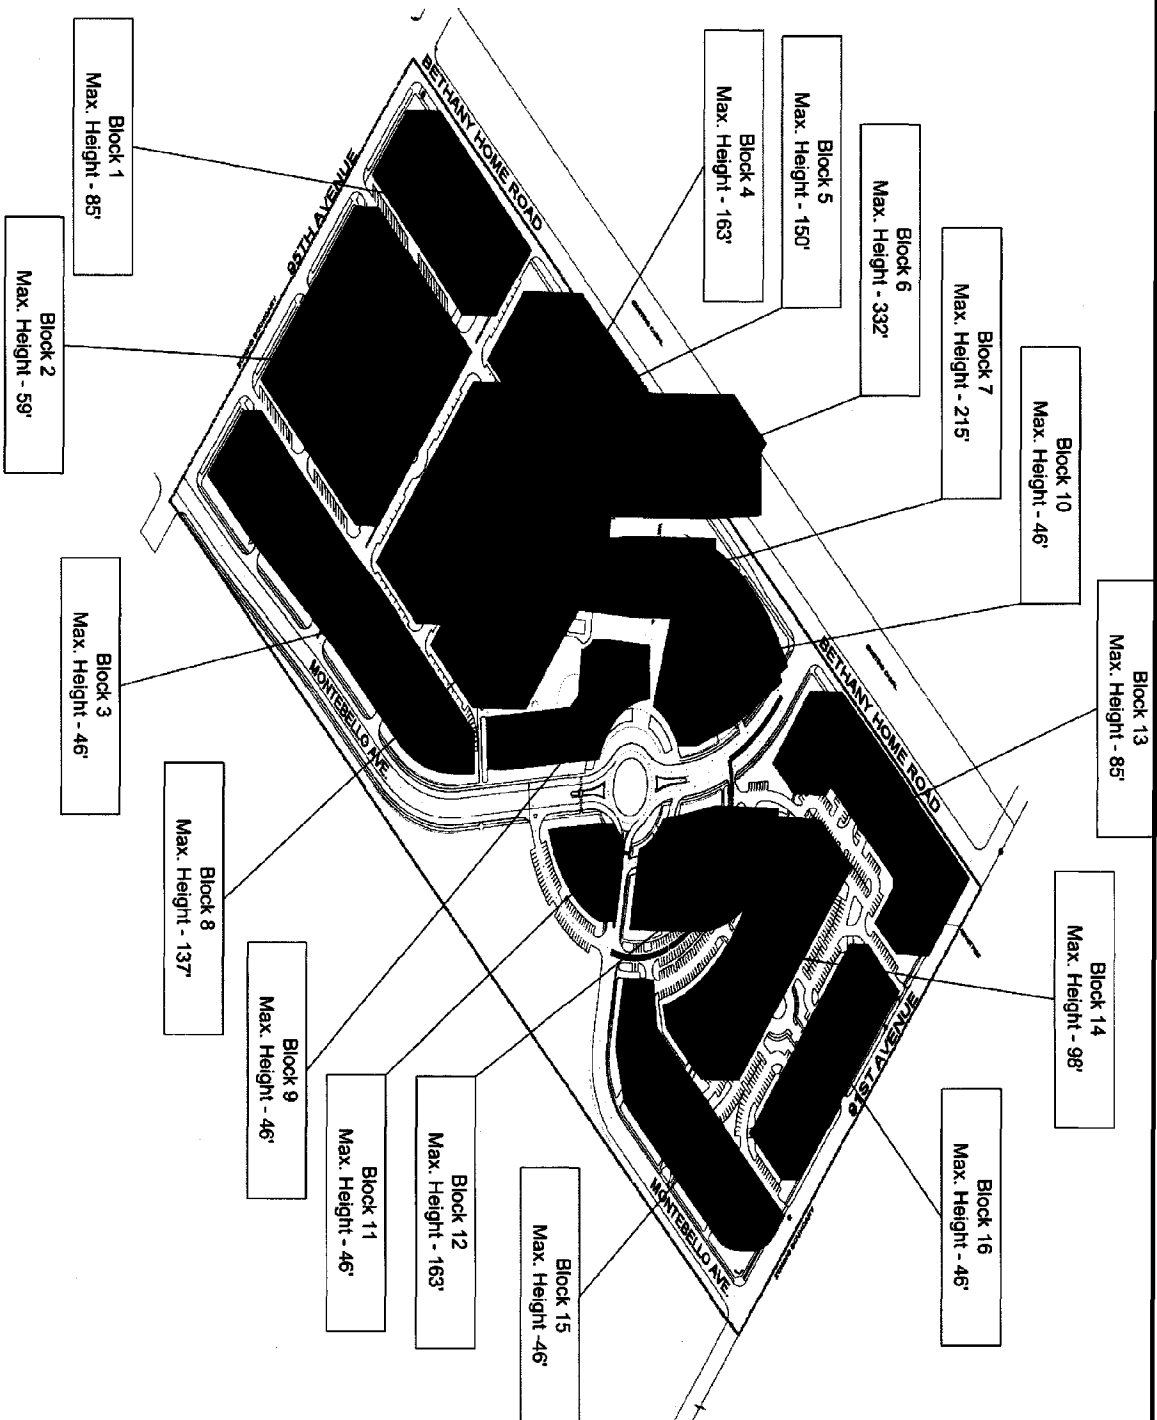 Block 1
Max. Height - 85'
Block 2
Max. Height - 59'
Block 3
Max. Height - 46'
Block 4
Max. Height - 163'
Block 5
Max. Height - 150'
Block 6
Max. Height - 332'
Block 7
Max. Height - 215'
Block 10
Max. Height - 46'
Block 13
Max. Height - 85'
Block 14
Max. Height - 98'
Block 16
Max. Height - 46'
Block 8
Max. Height - 137'
Block 9
Max. Height - 46'
Block 11
Max. Height - 46'
Block 12
Max. Height - 163'
Block 15
Max. Height -46'
BETHANY HOME ROAD
95TH AVENUE
MONTEBELLO AVE.
BETHANY HOME ROAD
91ST AVENUE
MONTEBELLO AVE.